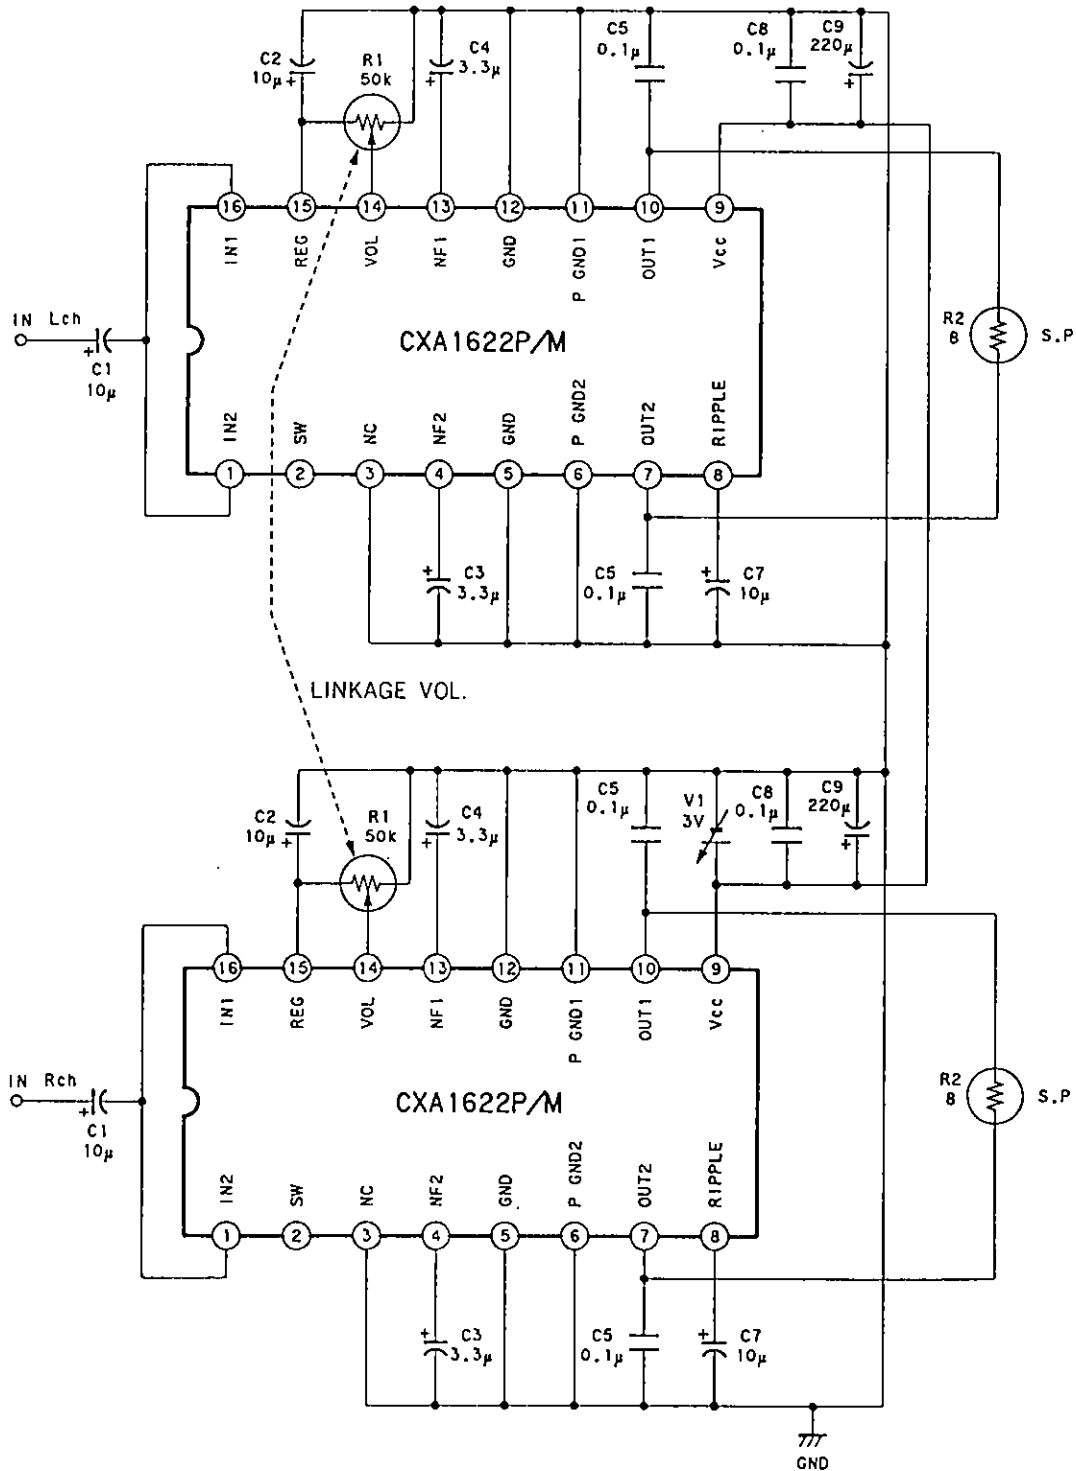 C2
10μ
+
R1
50k
C4
3.3μ
+
C5
0.1μ
C8
0.1μ
C9
220μ
+
16
15
14
13
12
11
10
9
IN1
REG
VOL
NF1
GND
P GND1
OUT1
Vcc
IN Lch
+
C1
10μ
CXA1622P/M
R2
8
S.P
IN2
SW
NC
NF2
GND
P GND2
OUT2
RIPPLE
1
2
3
4
5
6
7
8
+
C3
3.3μ
C5
0.1μ
+
C7
10μ
LINKAGE VOL.
C2
10μ
+
R1
50k
C4
3.3μ
+
C5
0.1μ
V1
3V
C8
0.1μ
C9
220μ
+
16
15
14
13
12
11
10
9
IN1
REG
VOL
NF1
GND
P GND1
OUT1
Vcc
IN Rch
+
C1
10μ
CXA1622P/M
R2
8
S.P
IN2
SW
NC
NF2
GND
P GND2
OUT2
RIPPLE
1
2
3
4
5
6
7
8
+
C3
3.3μ
C5
0.1μ
+
C7
10μ
GND